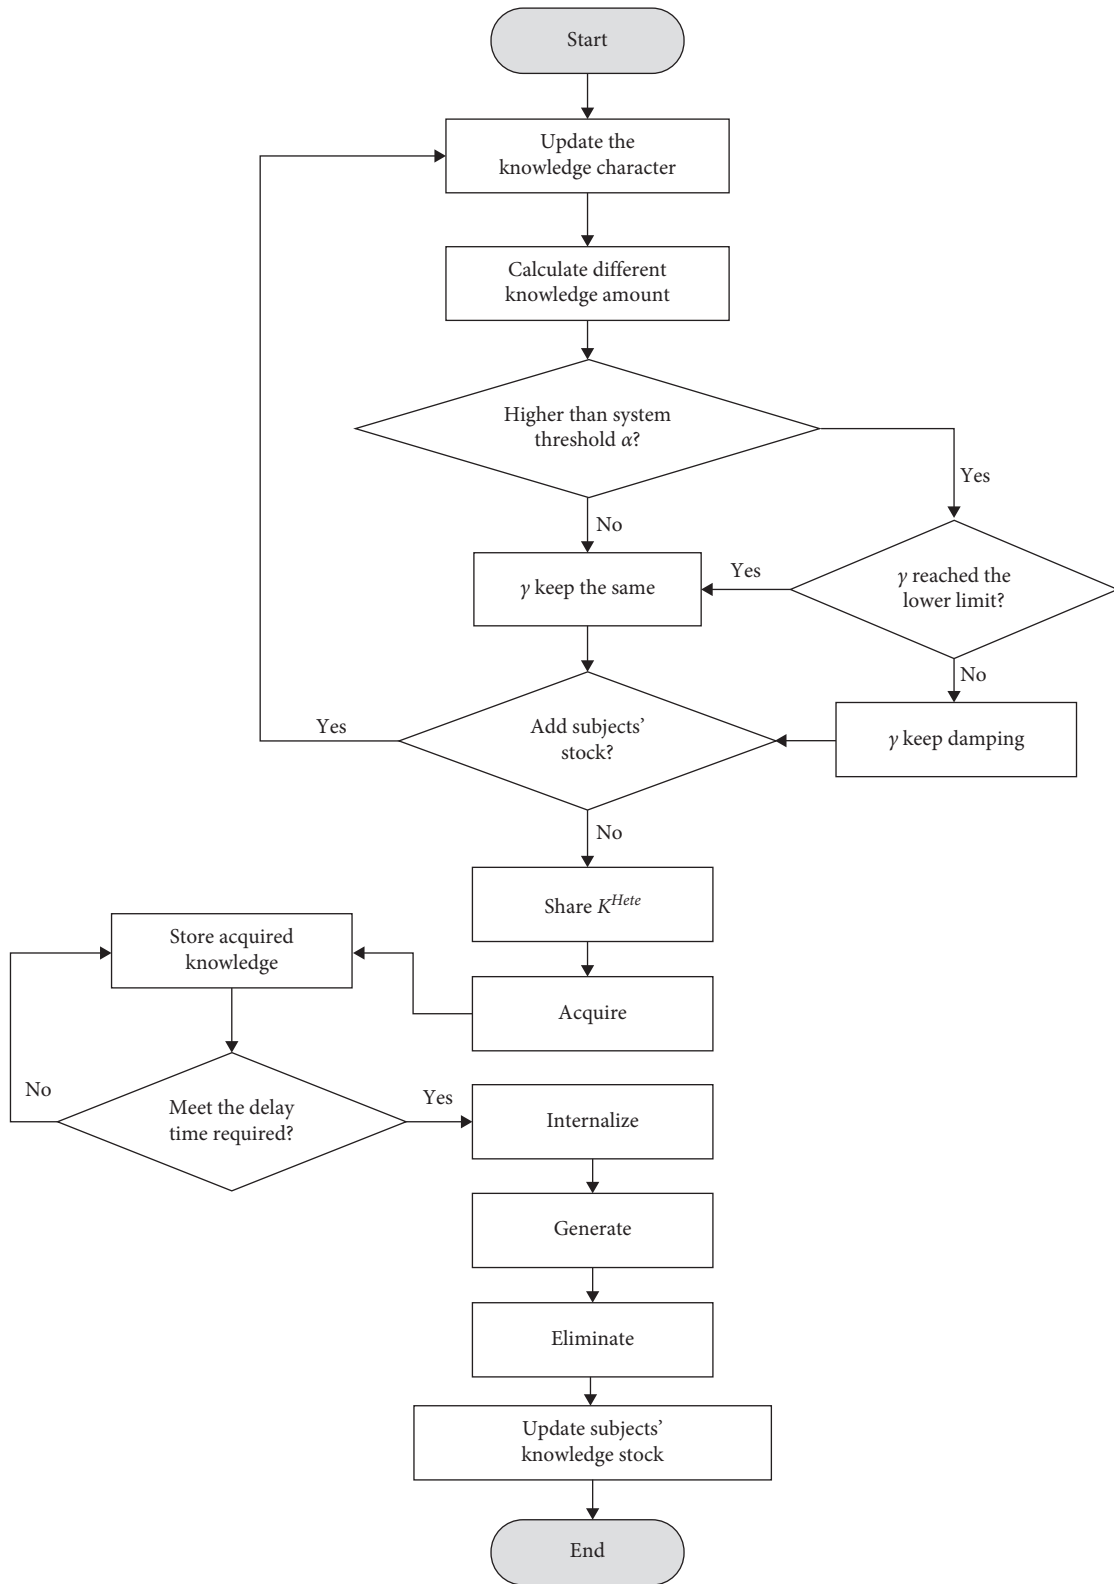 Start
Update the
knowledge character
Calculate different
knowledge amount
Higher than system
threshold α?
Yes
No
γ keep the same
Yes
γ reached the
lower limit?
No
Yes
Add subjects’
stock?
γ keep damping
No
Share K^Hete
Store acquired
knowledge
Acquire
No
Meet the delay
time required?
Yes
Internalize
Generate
Eliminate
Update subjects’
knowledge stock
End